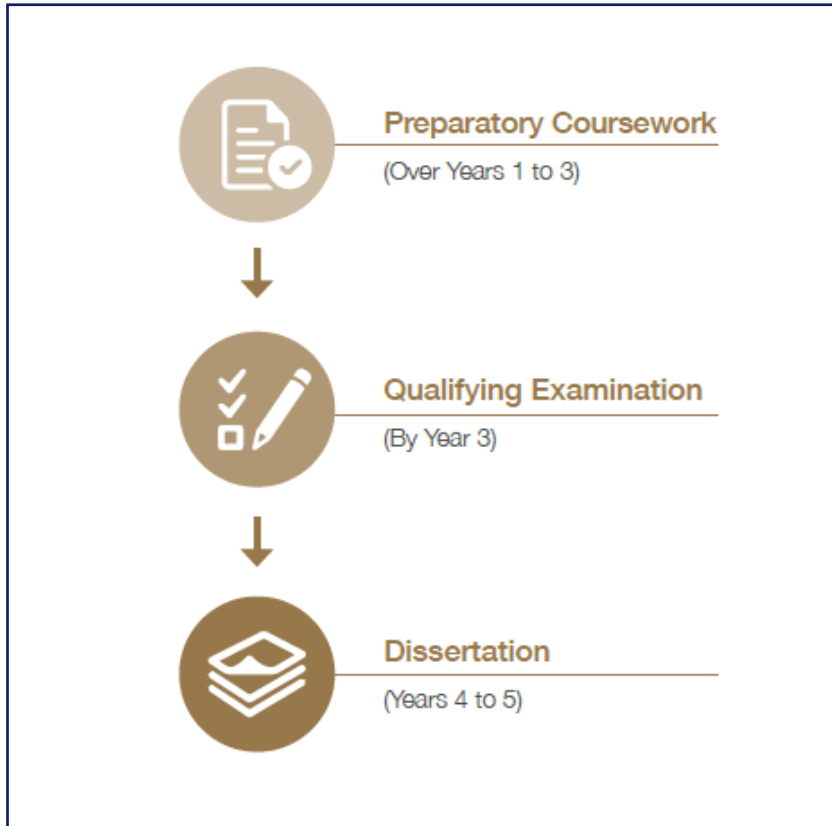 Preparatory Coursework
(Over Years 1 to 3)
Qualifying Examination
(By Year 3)
Dissertation
(Years 4 to 5)